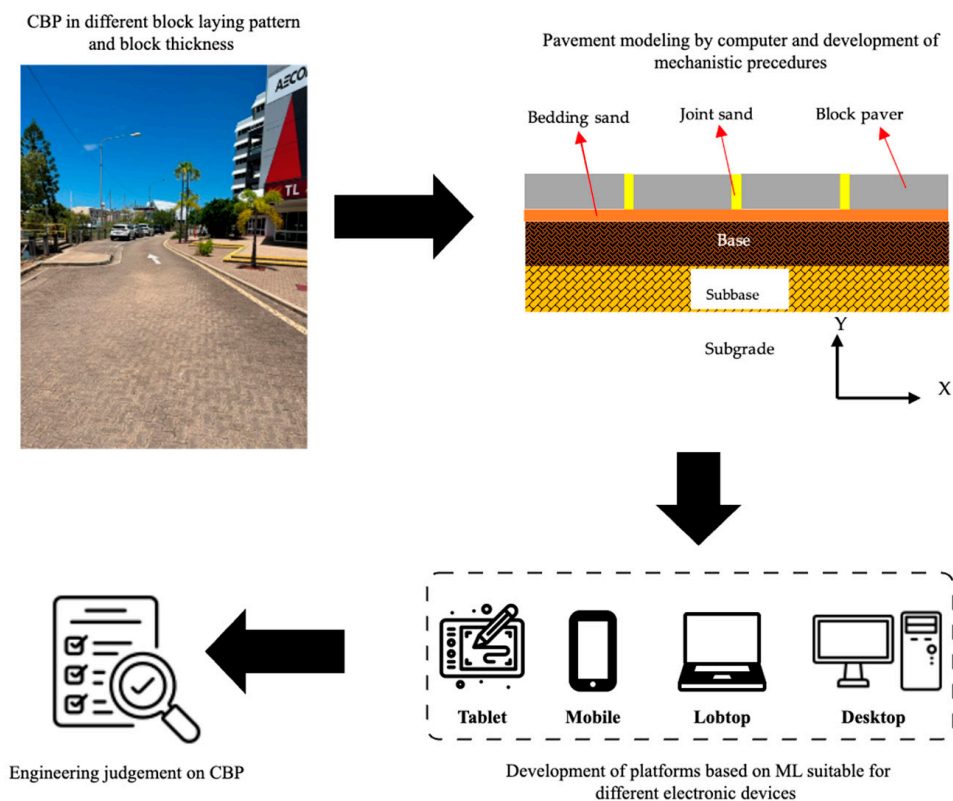 CBP in different block laying pattern
and block thickness
AECO
TL
Pavement modeling by computer and development of
mechanistic precedures
Bedding sand
Joint sand
Block paver
Base
Subbase
Subgrade
Y
X
Tablet
Mobile
Lobtop
Desktop
Engineering judgement on CBP
Development of platforms based on ML suitable for
different electronic devices